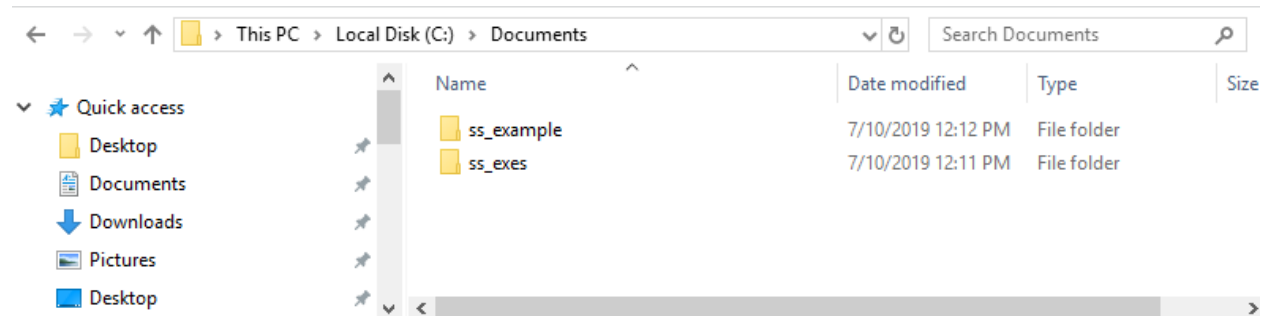 This PC > Local Disk (C:) > Documents
Search Documents
Name Date modified Type Size
Quick access
Desktop
Documents
Downloads
Pictures
Desktop
ss_example 7/10/2019 12:12 PM File folder
ss_exes 7/10/2019 12:11 PM File folder